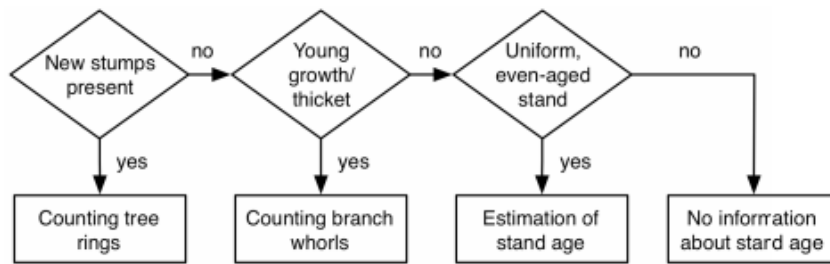 New stumps
present
no
Young
growth/
thicket
no
Uniform,
even-aged
stand
no
yes
yes
yes
Counting tree
rings
Counting branch
whorls
Estimation of
stand age
No information
about stard age